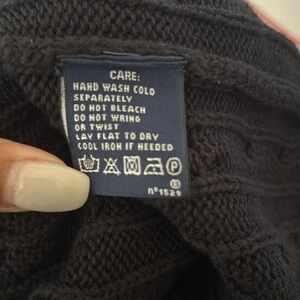 CARE:
HAND WASH COLD
SEPARATELY
DO NOT BLEACH
DO NOT WRING
OR TWIST
LAY FLAT TO DRY
COOL IRON IF NEEDED
P
nº1529